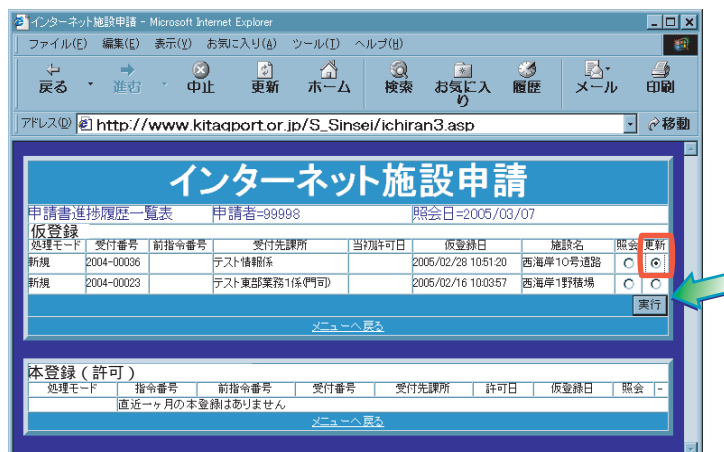 インターネット施設申請 - Microsoft Internet Explorer
ファイル(F) 編集(E) 表示(V) お気に入り(A) ツール(T) ヘルプ(H)
戻る 進む 中止 更新 ホーム 検索 お気に入り 履歴 メール 印刷
アドレス(D) http://www.kitaqport.or.jp/S_Sinsei/ichiran3.asp 移動
インターネット施設申請
申請書進捗履歴一覧表 申請者=99998 照会日=2005/03/07
仮登録
処理モード 受付番号 前指令番号 受付先課所 当初許可日 仮登録日 施設名 照会 更新
新規 2004-00036 テスト情報係 2005/02/28 10:51:20 西海岸10号道路
新規 2004-00023 テスト東部業務1係(門司) 2005/02/16 10:03:57 西海岸1野積場
実行
メニューへ戻る
本登録(許可)
処理モード 指令番号 前指令番号 受付番号 受付先課所 許可日 仮登録日 照会 -
直近一ヶ月の本登録はありません
メニューへ戻る